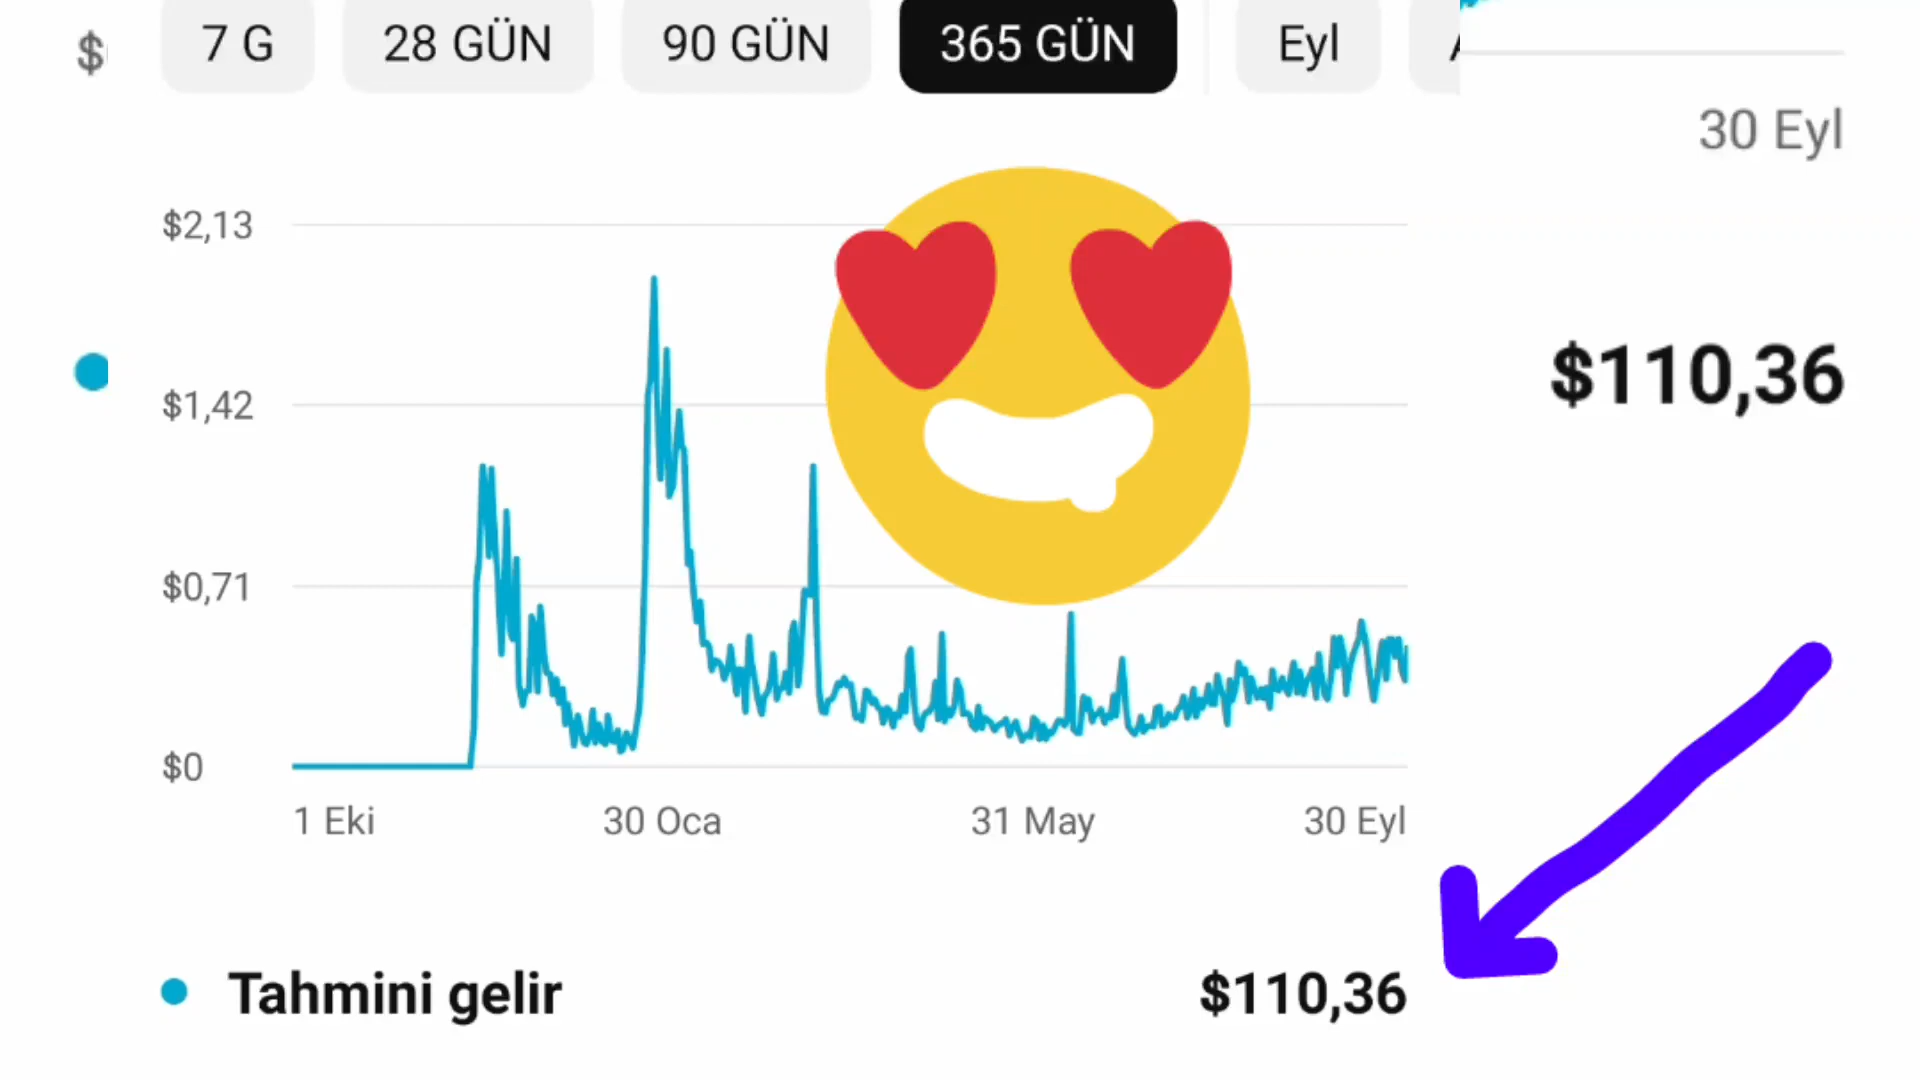 $ 7 G 28 GÜN 90 GÜN 365 GÜN Eyl
30 Eyl
$2,13
$1,42
$110,36
$0,71
$0
1 Eki 30 Oca 31 May 30 Eyl
Tahmini gelir $110,36